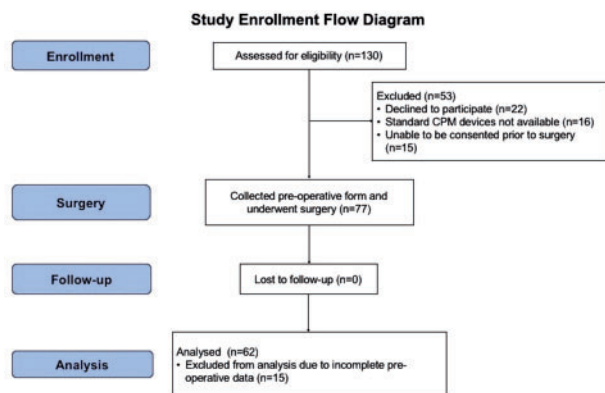 Study Enrollment Flow Diagram
Enrollment
Assessed for eligibility (n=130)
Excluded (n=53)
• Declined to participate (n=22)
• Standard CPM devices not available (n=16)
• Unable to be consented prior to surgery
(n=15)
Surgery
Collected pre-operative form and
underwent surgery (n=77)
Follow-up
Lost to follow-up (n=0)
Analysis
Analysed (n=62)
• Excluded from analysis due to incomplete pre-
operative data (n=15)